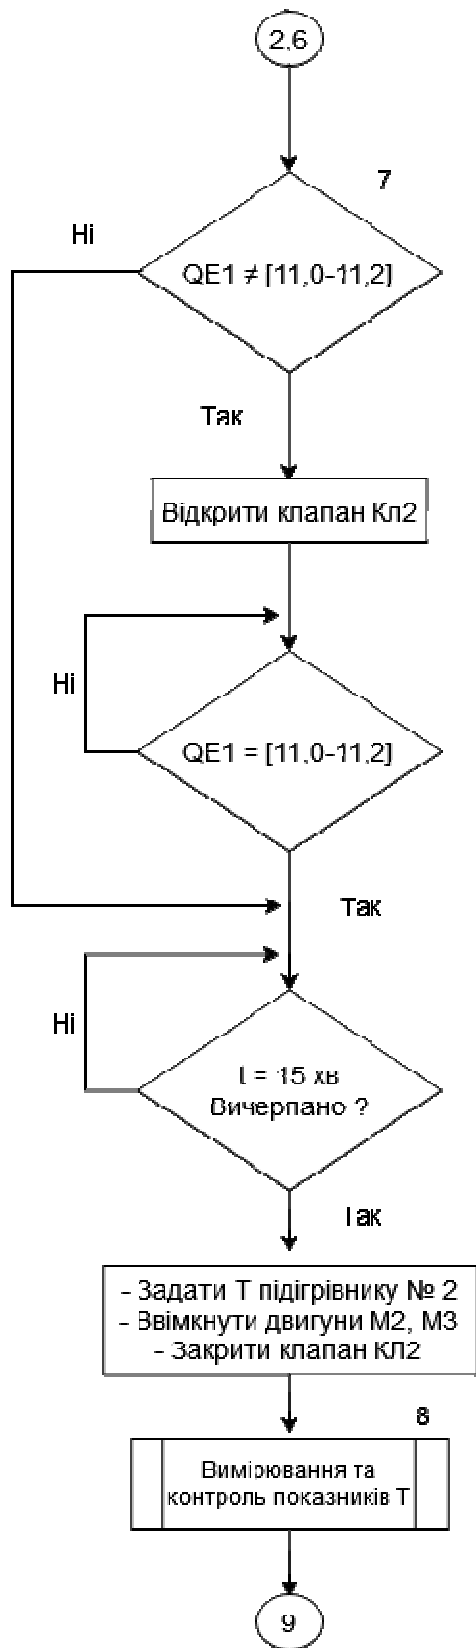 2,6
7
Ні
QE1 ≠ [11,0-11,2]
Так
Відкрити клапан Кл2
Ні
QE1 = [11,0-11,2]
Так
Ні
t = 15 хв
Вичерпано ?
Так
- Задати Т підігрівнику № 2
- Ввімкнути двигуни М2, М3
- Закрити клапан КЛ2
8
Вимірювання та
контроль показників Т
9